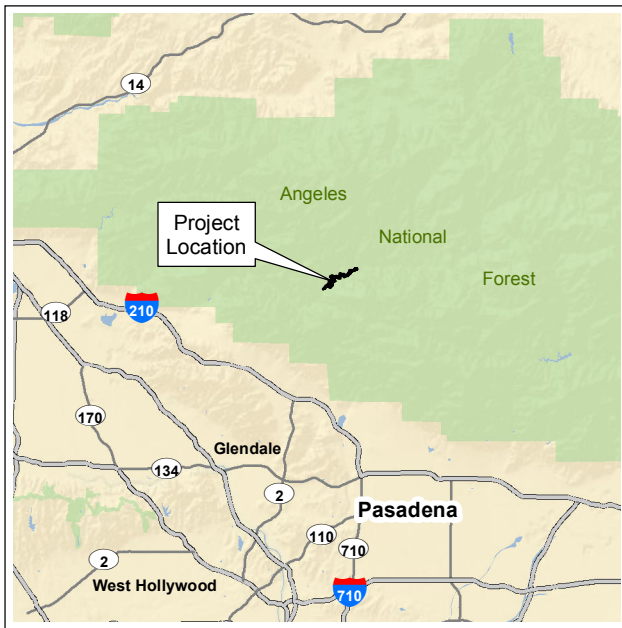 14
Angeles
Project
Location
National
Forest
210
118
170
Glendale
134
2
Pasadena
110
710
2
West Hollywood
710